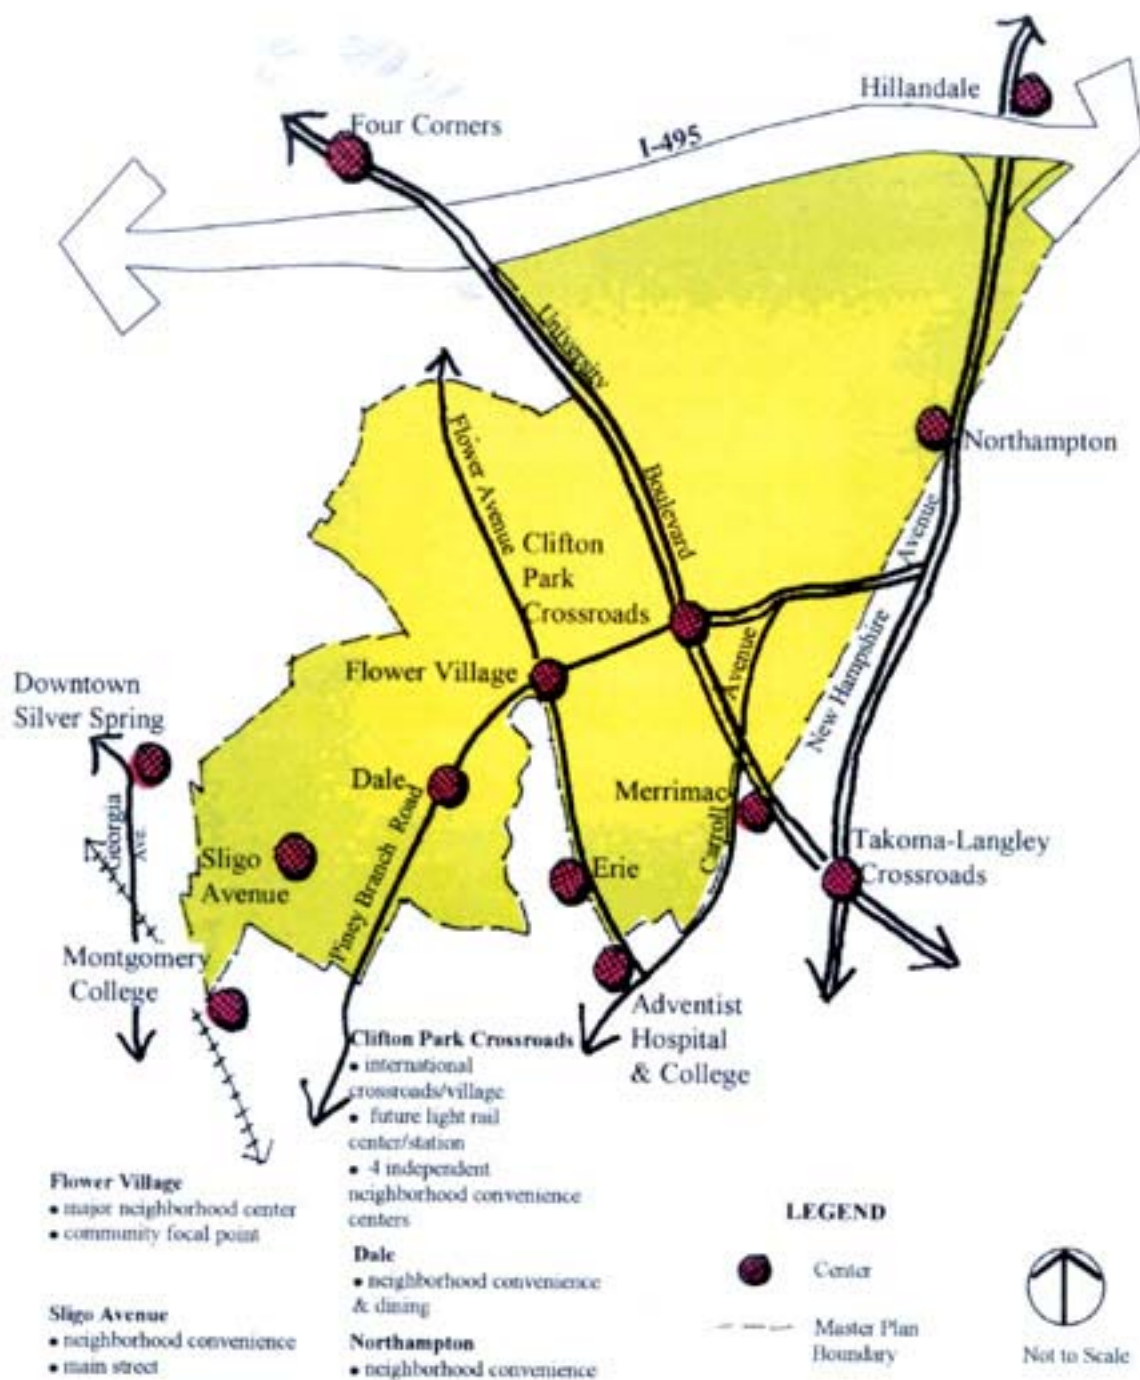 Hillandale
Four Corners
I-495
University
Boulevard
Flower Avenue
Northampton
Clifton
Park
Crossroads
Avenue
New Hampshire
Avenue
Carroll
Flower Village
Downtown
Silver Spring
Georgia
Ave.
Dale
Piney Branch Road
Merrimac
Sligo
Avenue
Erie
Takoma-Langley
Crossroads
Montgomery
College
Adventist
Hospital
& College
Clifton Park Crossroads
• international
crossroads/village
• future light rail
center/station
• 4 independent
neighborhood convenience
centers
Flower Village
• major neighborhood center
• community focal point
Dale
• neighborhood convenience
& dining
Sligo Avenue
• neighborhood convenience
• main street
Northampton
• neighborhood convenience
LEGEND
Center
Master Plan
Boundary
Not to Scale